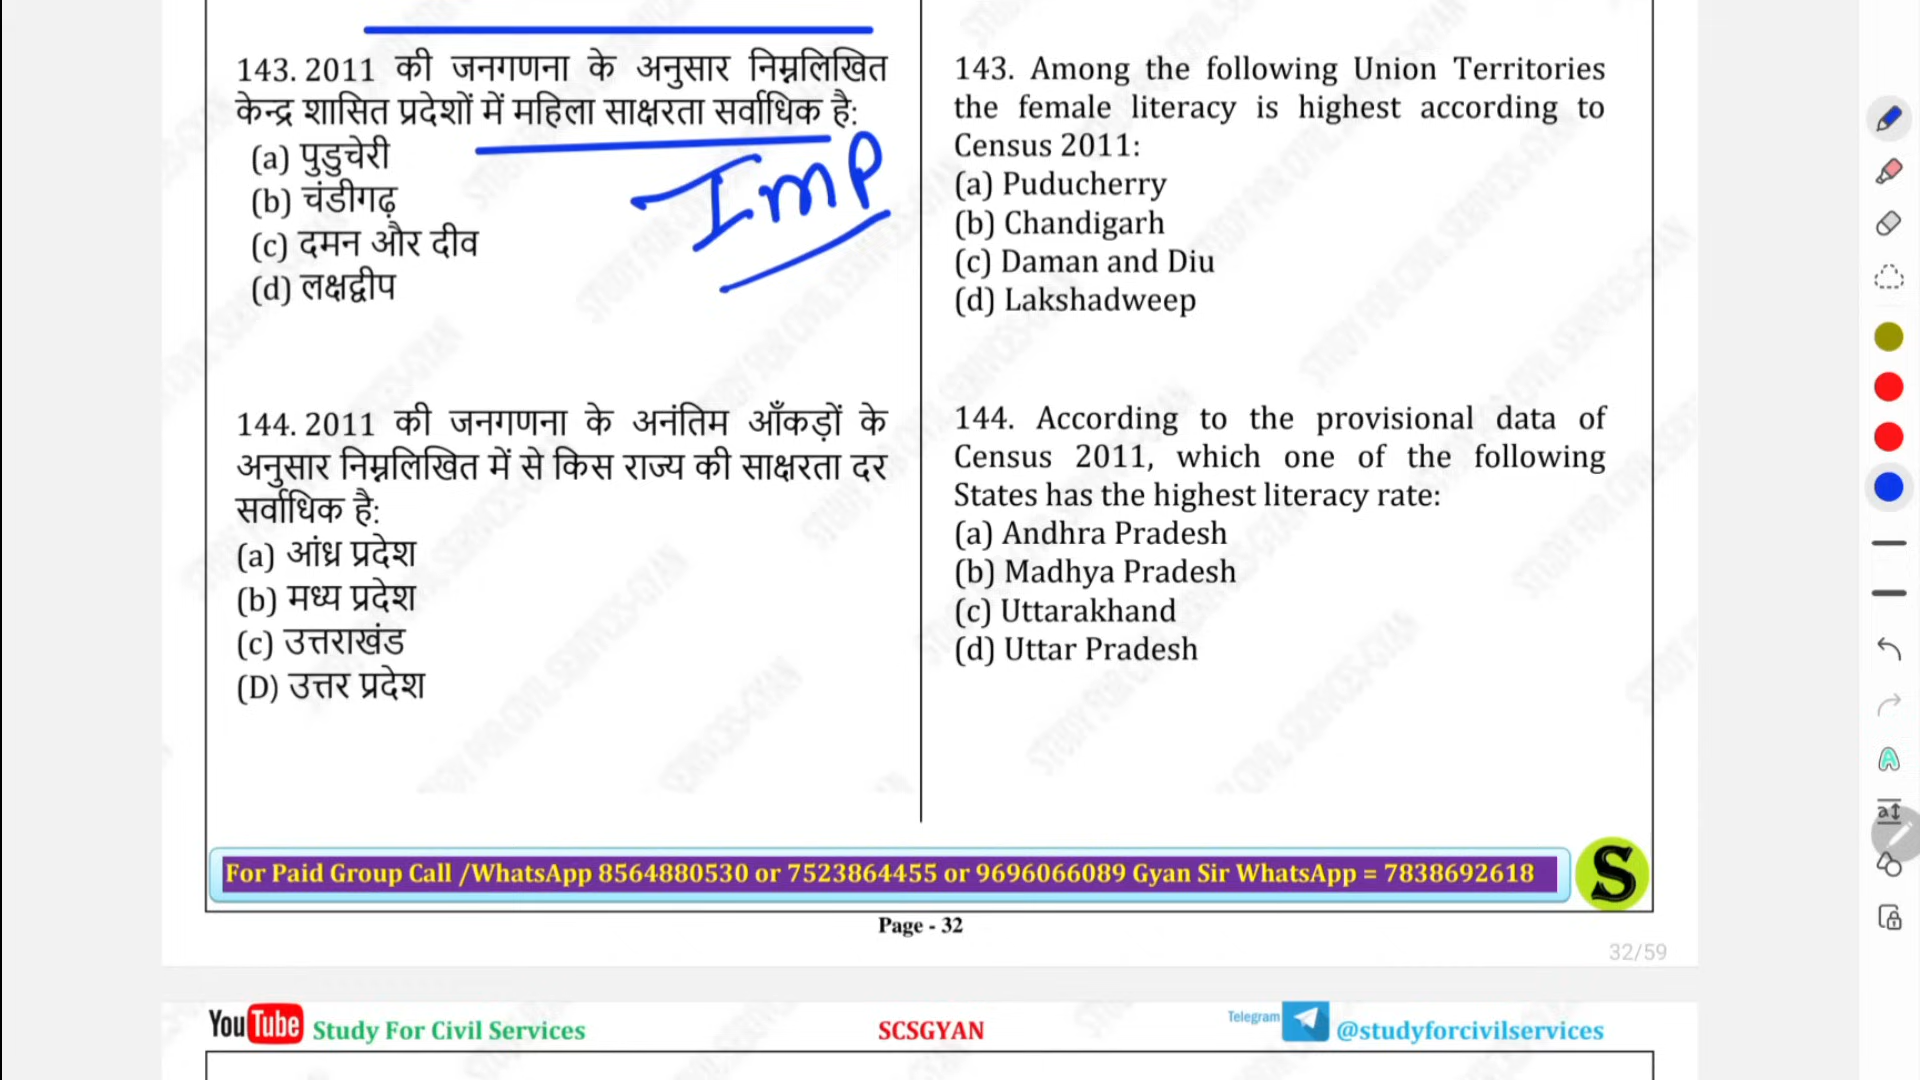 143. 2011 की जनगणना के अनुसार निम्नलिखित
केन्द्र शासित प्रदेशों में महिला साक्षरता सर्वाधिक है:
(a) पुडुचेरी
(b) चंडीगढ़
(c) दमन और दीव
(d) लक्षद्वीप
Imp
144. 2011 की जनगणना के अनंतिम आँकड़ों के
अनुसार निम्नलिखित में से किस राज्य की साक्षरता दर
सर्वाधिक है:
(a) आंध्र प्रदेश
(b) मध्य प्रदेश
(c) उत्तराखंड
(D) उत्तर प्रदेश
143. Among the following Union Territories
the female literacy is highest according to
Census 2011:
(a) Puducherry
(b) Chandigarh
(c) Daman and Diu
(d) Lakshadweep
144. According to the provisional data of
Census 2011, which one of the following
States has the highest literacy rate:
(a) Andhra Pradesh
(b) Madhya Pradesh
(c) Uttarakhand
(d) Uttar Pradesh
For Paid Group Call /WhatsApp 8564880530 or 7523864455 or 9696066089 Gyan Sir WhatsApp = 7838692618
S
Page - 32
32/59
YouTube Study For Civil Services
SCSGYAN
Telegram @studyforcivilservices